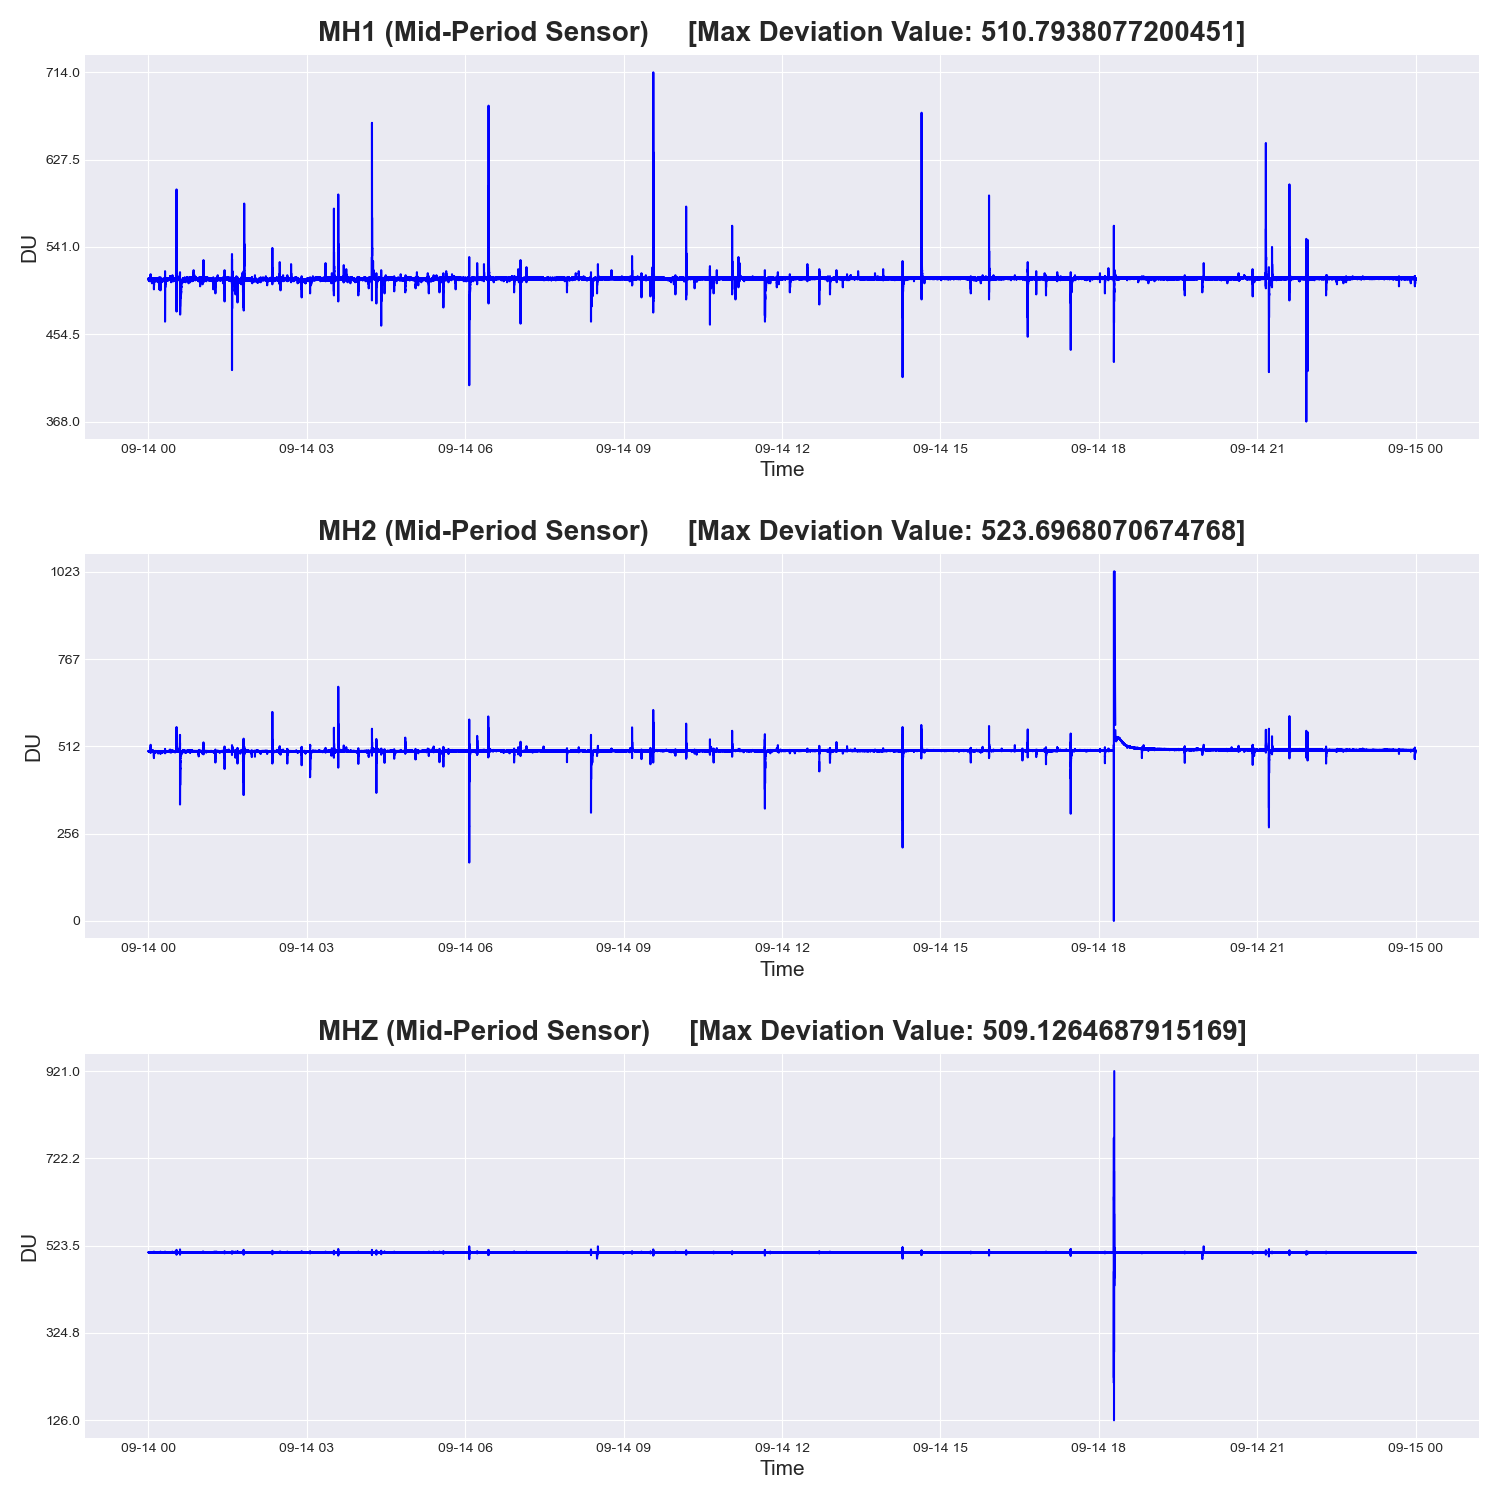 MH1 (Mid-Period Sensor) [Max Deviation Value: 510.7938077200451]
714.0
627.5
541.0
454.5
368.0
DU
09-14 00 09-14 03 09-14 06 09-14 09 09-14 12 09-14 15 09-14 18 09-14 21 09-15 00
Time
MH2 (Mid-Period Sensor) [Max Deviation Value: 523.6968070674768]
1023
767
512
256
0
DU
09-14 00 09-14 03 09-14 06 09-14 09 09-14 12 09-14 15 09-14 18 09-14 21 09-15 00
Time
MHZ (Mid-Period Sensor) [Max Deviation Value: 509.1264687915169]
921.0
722.2
523.5
324.8
126.0
DU
09-14 00 09-14 03 09-14 06 09-14 09 09-14 12 09-14 15 09-14 18 09-14 21 09-15 00
Time